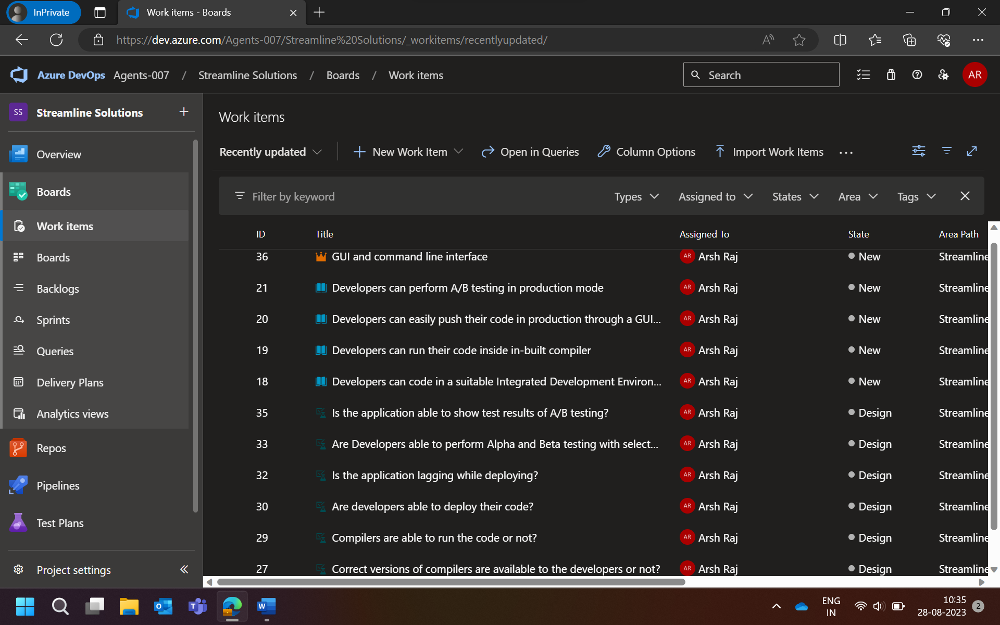 InPrivate
Work items - Boards
https://dev.azure.com/Agents-007/Streamline%20Solutions/_workitems/recentlyupdated/
Azure DevOps Agents-007 / Streamline Solutions / Boards / Work items
Search
AR
SS Streamline Solutions
Overview
Boards
Work items
Boards
Backlogs
Sprints
Queries
Delivery Plans
Analytics views
Repos
Pipelines
Test Plans
Project settings
Work items
Recently updated New Work Item Open in Queries Column Options Import Work Items
Filter by keyword Types Assigned to States Area Tags
ID Title Assigned To State Area Path
36 GUI and command line interface AR Arsh Raj New Streamline
21 Developers can perform A/B testing in production mode AR Arsh Raj New Streamline
20 Developers can easily push their code in production through a GUI... AR Arsh Raj New Streamline
19 Developers can run their code inside in-built compiler AR Arsh Raj New Streamline
18 Developers can code in a suitable Integrated Development Environ... AR Arsh Raj New Streamline
35 Is the application able to show test results of A/B testing? AR Arsh Raj Design Streamline
33 Are Developers able to perform Alpha and Beta testing with select... AR Arsh Raj Design Streamline
32 Is the application lagging while deploying? AR Arsh Raj Design Streamline
30 Are developers able to deploy their code? AR Arsh Raj Design Streamline
29 Compilers are able to run the code or not? AR Arsh Raj Design Streamline
27 Correct versions of compilers are available to the developers or not? AR Arsh Raj Design Streamline
ENG
IN
10:35
28-08-2023
2